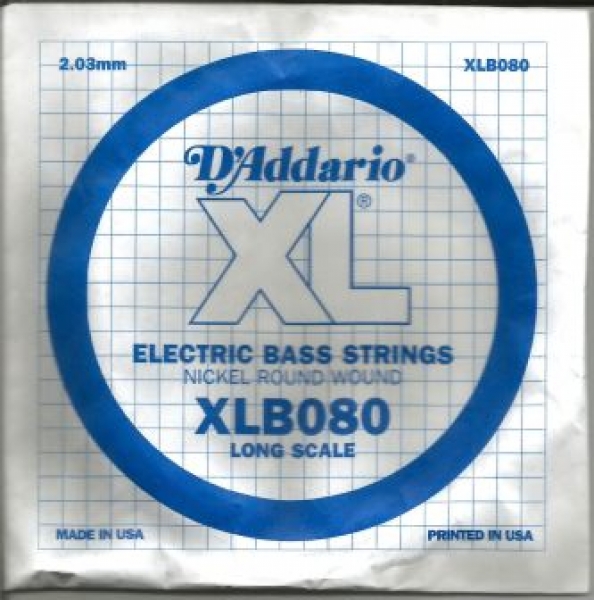 2.03mm XLB080
D'Addario®
XL®
ELECTRIC BASS STRINGS
NICKEL ROUND WOUND
XLB080
LONG SCALE
MADE IN USA PRINTED IN USA